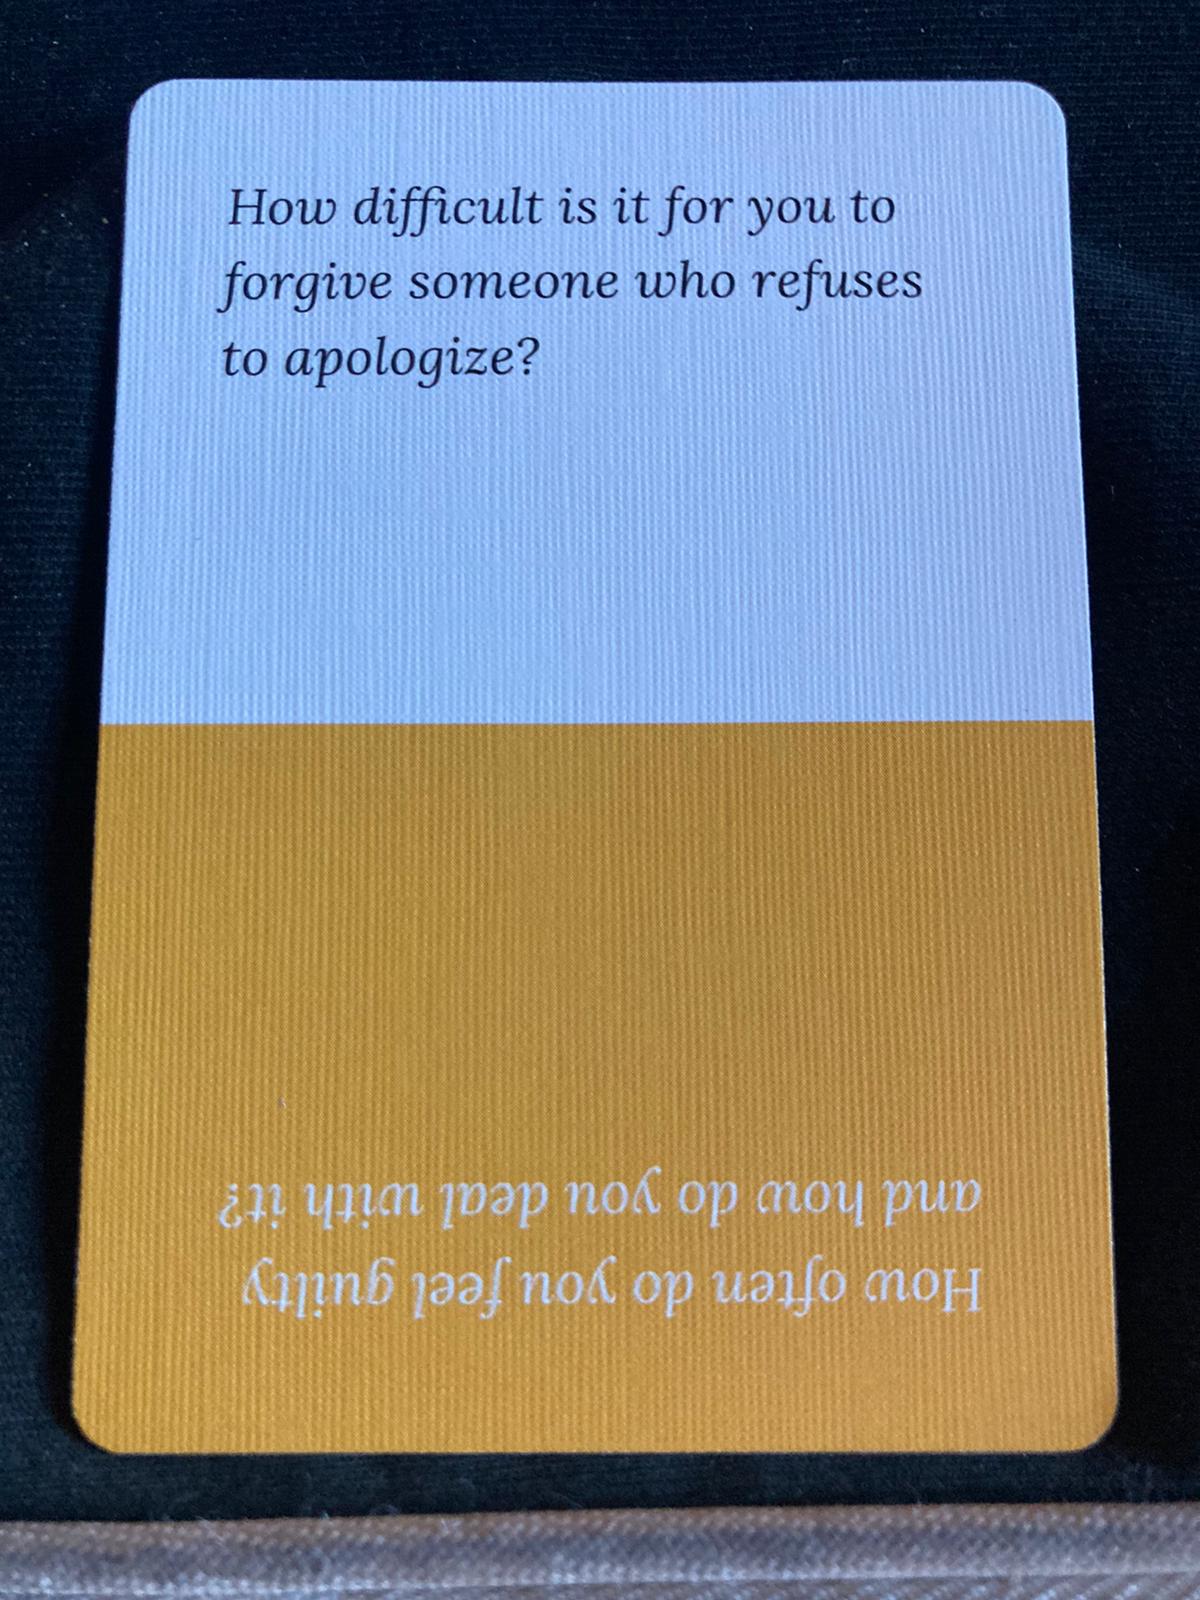 How difficult is it for you to
forgive someone who refuses
to apologize?
How often do you feel guilty
and how do you deal with it?